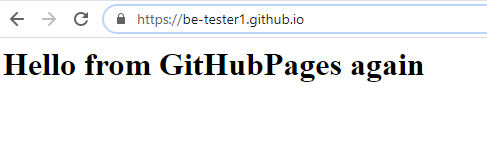 https://be-tester1.github.io
Hello from GitHubPages again